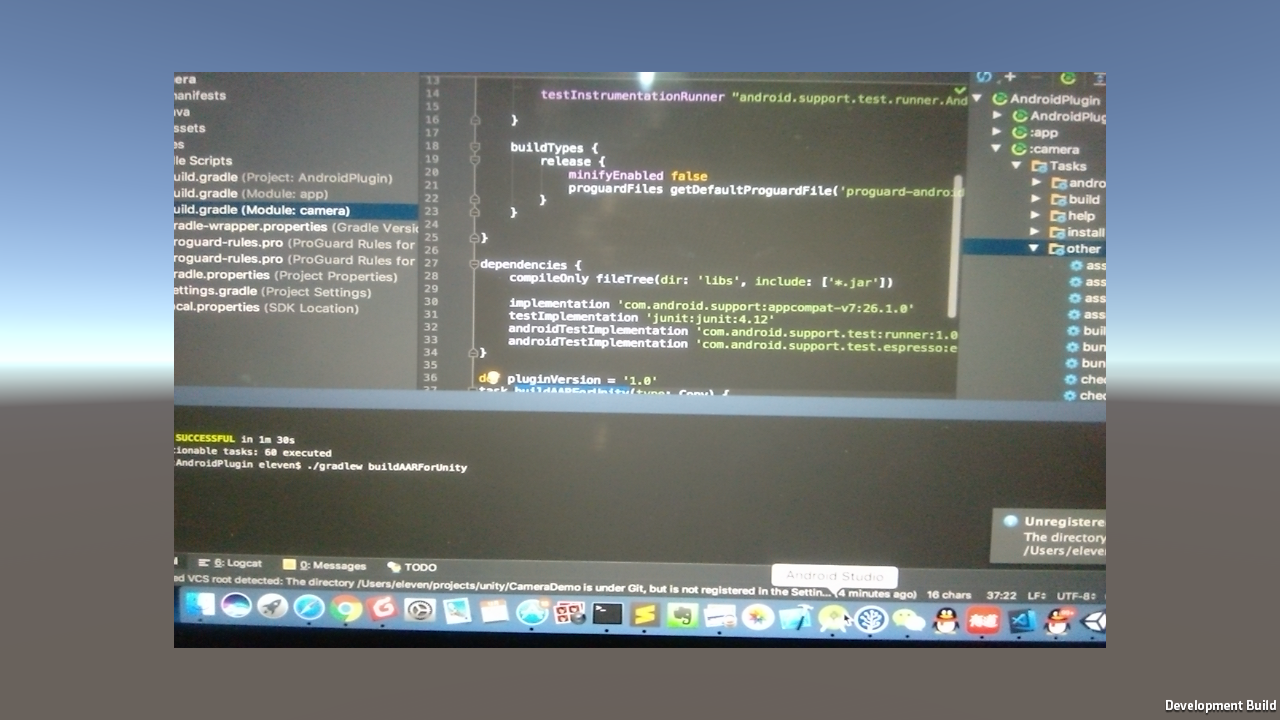 era
manifests
ava
ssets
es
dle Scripts
uild.gradle (Project: AndroidPlugin)
uild.gradle (Module: app)
uild.gradle (Module: camera)
radle-wrapper.properties (Gradle Versi
roguard-rules.pro (ProGuard Rules for
roguard-rules.pro (ProGuard Rules for
radle.properties (Project Properties)
ettings.gradle (Project Settings)
ocal.properties (SDK Location)
13
14 testInstrumentationRunner "android.support.test.runner.And
15
16 }
17
18 buildTypes {
19 release {
20 minifyEnabled false
21 proguardFiles getDefaultProguardFile('proguard-android
22 }
23 }
24
25 }
26
27 dependencies {
28 compileOnly fileTree(dir: 'libs', include: ['*.jar'])
29
30 implementation 'com.android.support:appcompat-v7:26.1.0'
31 testImplementation 'junit:junit:4.12'
32 androidTestImplementation 'com.android.support.test:runner:1.0
33 androidTestImplementation 'com.android.support.test.espresso:e
34 }
35
36 def pluginVersion = '1.0'
37 task buildAARForUnity(type: Copy) {
AndroidPlugin
AndroidPlug
:app
:camera
Tasks
andro
build
help
install
other
ass
ass
ass
ass
buil
bun
bun
chec
chec
SUCCESSFUL in 1m 30s
tionable tasks: 60 executed
AndroidPlugin eleven$ ./gradlew buildAARForUnity
Unregistere
The directory
/Users/eleve
6: Logcat
0: Messages
TODO
Android Studio
ed VCS root detected: The directory /Users/eleven/projects/unity/CameraDemo is under Git, but is not registered in the Settin... (4 minutes ago)
16 chars
37:22
LF
UTF-8
Development Build